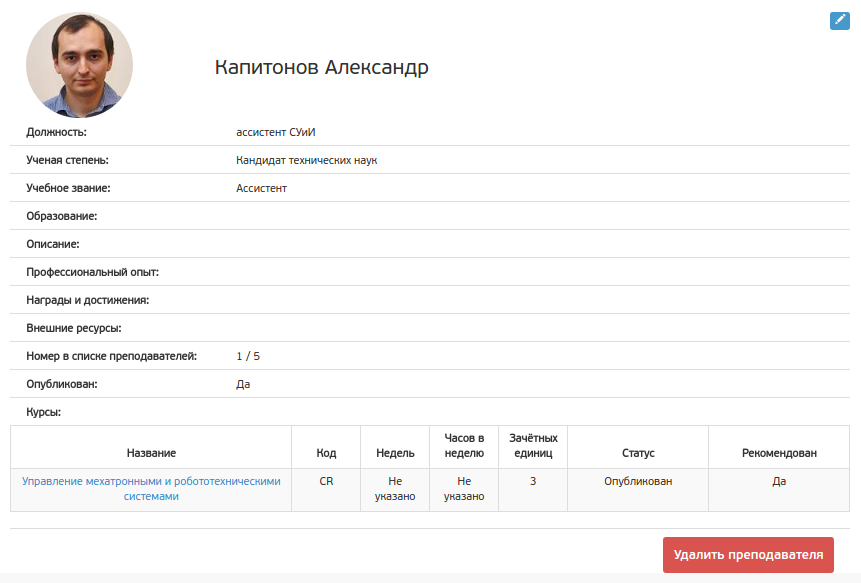 Капитонов Александр
Должность: ассистент СУиИ
Ученая степень: Кандидат технических наук
Учебное звание: Ассистент
Образование:
Описание:
Профессиональный опыт:
Награды и достижения:
Внешние ресурсы:
Номер в списке преподавателей: 1 / 5
Опубликован: Да
Курсы:
Название Код Недель Часов в неделю Зачётных единиц Статус Рекомендован
Управление мехатронными и робототехническими системами CR Не указано Не указано 3 Опубликован Да
Удалить преподавателя